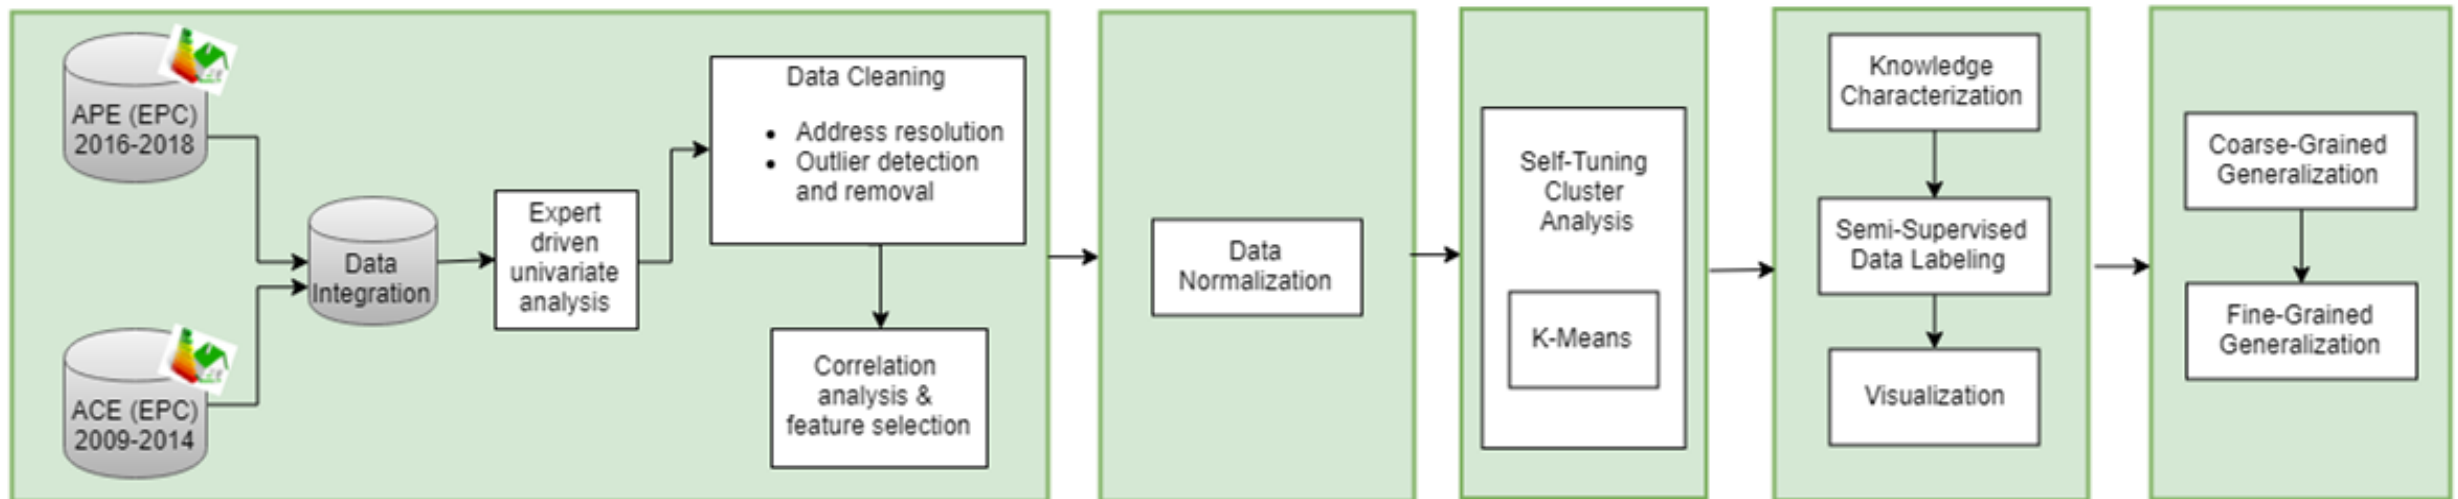 APE (EPC)
2016-2018
ACE (EPC)
2009-2014
Data
Integration
Expert
driven
univariate
analysis
Data Cleaning
• Address resolution
• Outlier detection
and removal
Correlation
analysis &
feature selection
Data
Normalization
Self-Tuning
Cluster
Analysis
K-Means
Knowledge
Characterization
Semi-Supervised
Data Labeling
Visualization
Coarse-Grained
Generalization
Fine-Grained
Generalization